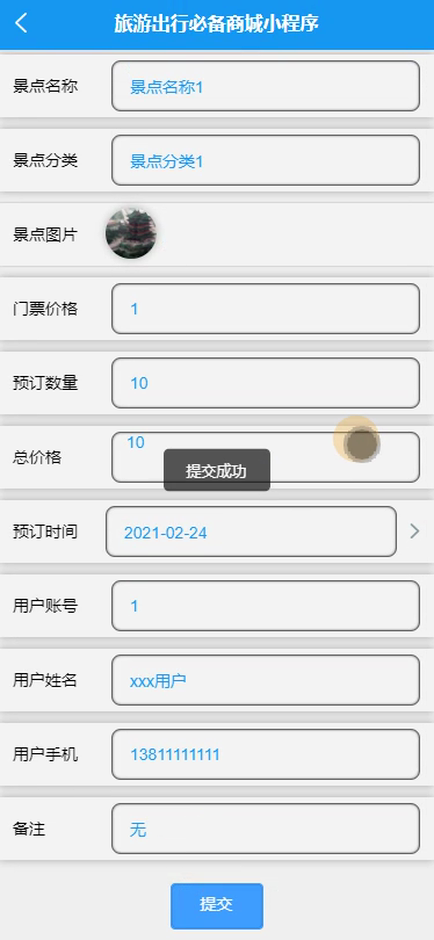 旅游出行必备商城小程序
景点名称 景点名称1
景点分类 景点分类1
景点图片
门票价格 1
预订数量 10
总价格 10
提交成功
预订时间 2021-02-24
用户账号 1
用户姓名 xxx用户
用户手机 13811111111
备注 无
提交